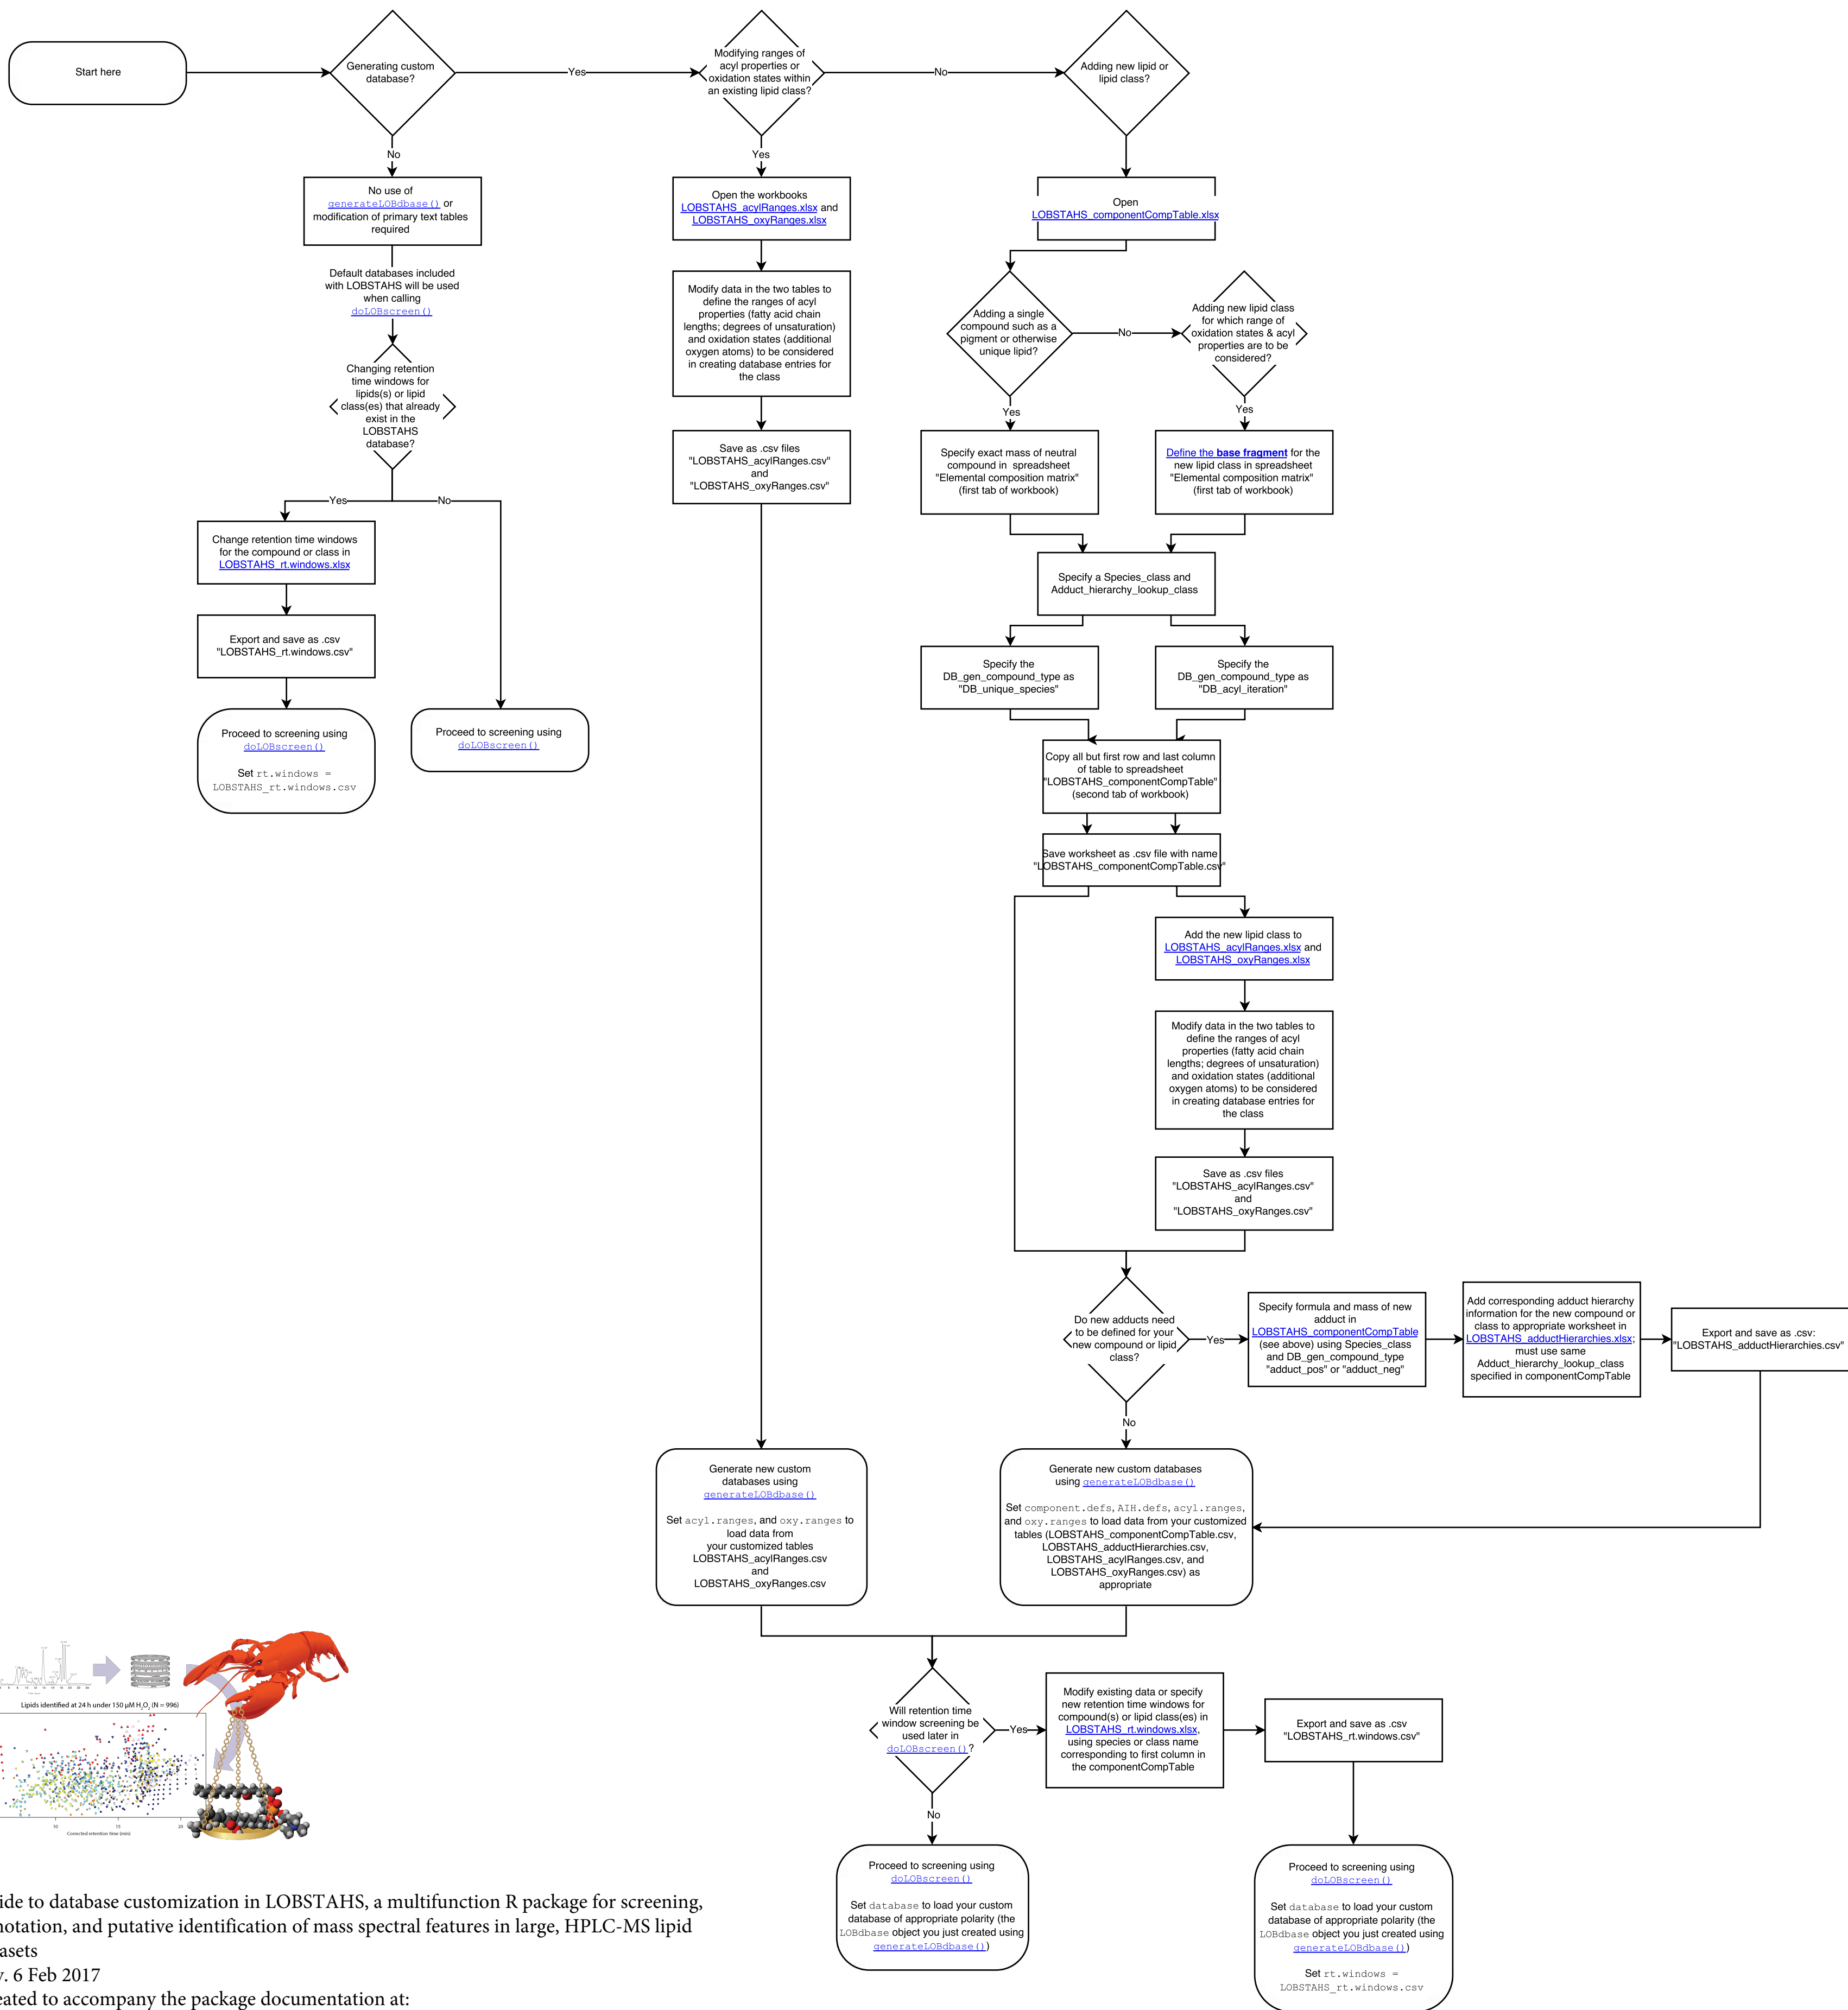 Start here
Generating custom
database?
Yes
Modifying ranges of
acyl properties or
oxidation states within
an existing lipid class?
No
Adding new lipid or
lipid class?
No
No use of
generateLOBdbase() or
modification of primary text tables
required
Default databases included
with LOBSTAHS will be used
when calling
doLOBscreen()
Changing retention
time windows for
lipids(s) or lipid
class(es) that already
exist in the
LOBSTAHS
database?
Yes
No
Change retention time windows
for the compound or class in
LOBSTAHS_rt.windows.xlsx
Export and save as .csv
"LOBSTAHS_rt.windows.csv"
Proceed to screening using
doLOBscreen()
Set rt.windows =
LOBSTAHS_rt.windows.csv
Proceed to screening using
doLOBscreen()
Yes
Open the workbooks
LOBSTAHS_acylRanges.xlsx and
LOBSTAHS_oxyRanges.xlsx
Modify data in the two tables to
define the ranges of acyl
properties (fatty acid chain
lengths; degrees of unsaturation)
and oxidation states (additional
oxygen atoms) to be considered
in creating database entries for
the class
Save as .csv files
"LOBSTAHS_acylRanges.csv"
and
"LOBSTAHS_oxyRanges.csv"
Open
LOBSTAHS_componentCompTable.xlsx
Adding a single
compound such as a
pigment or otherwise
unique lipid?
No
Adding new lipid class
for which range of
oxidation states & acyl
properties are to be
considered?
Yes
Yes
Specify exact mass of neutral
compound in spreadsheet
"Elemental composition matrix"
(first tab of workbook)
Define the base fragment for the
new lipid class in spreadsheet
"Elemental composition matrix"
(first tab of workbook)
Specify a Species_class and
Adduct_hierarchy_lookup_class
Specify the
DB_gen_compound_type as
"DB_unique_species"
Specify the
DB_gen_compound_type as
"DB_acyl_iteration"
Copy all but first row and last column
of table to spreadsheet
"LOBSTAHS_componentCompTable"
(second tab of workbook)
Save worksheet as .csv file with name
"LOBSTAHS_componentCompTable.csv"
Add the new lipid class to
LOBSTAHS_acylRanges.xlsx and
LOBSTAHS_oxyRanges.xlsx
Modify data in the two tables to
define the ranges of acyl
properties (fatty acid chain
lengths; degrees of unsaturation)
and oxidation states (additional
oxygen atoms) to be considered
in creating database entries for
the class
Save as .csv files
"LOBSTAHS_acylRanges.csv"
and
"LOBSTAHS_oxyRanges.csv"
Do new adducts need
to be defined for your
new compound or lipid
class?
Yes
Specify formula and mass of new
adduct in
LOBSTAHS_componentCompTable
(see above) using Species_class
and DB_gen_compound_type
"adduct_pos" or "adduct_neg"
Add corresponding adduct hierarchy
information for the new compound or
class to appropriate worksheet in
LOBSTAHS_adductHierarchies.xlsx;
must use same
Adduct_hierarchy_lookup_class
specified in componentCompTable
Export and save as .csv:
"LOBSTAHS_adductHierarchies.csv"
No
Generate new custom
databases using
generateLOBdbase()
Set acyl.ranges, and oxy.ranges to
load data from
your customized tables
LOBSTAHS_acylRanges.csv
and
LOBSTAHS_oxyRanges.csv
Generate new custom databases
using generateLOBdbase()
Set component.defs, AIH.defs, acyl.ranges,
and oxy.ranges to load data from your customized
tables (LOBSTAHS_componentCompTable.csv,
LOBSTAHS_adductHierarchies.csv,
LOBSTAHS_acylRanges.csv, and
LOBSTAHS_oxyRanges.csv) as
appropriate
Will retention time
window screening be
used later in
doLOBscreen()?
Yes
Modify existing data or specify
new retention time windows for
compound(s) or lipid class(es) in
LOBSTAHS_rt.windows.xlsx,
using species or class name
corresponding to first column in
the componentCompTable
Export and save as .csv
"LOBSTAHS_rt.windows.csv"
No
Proceed to screening using
doLOBscreen()
Set database to load your custom
database of appropriate polarity (the
LOBdbase object you just created using
generateLOBdbase())
Proceed to screening using
doLOBscreen()
Set database to load your custom
database of appropriate polarity (the
LOBdbase object you just created using
generateLOBdbase())
Set rt.windows =
LOBSTAHS_rt.windows.csv
Lipids identified at 24 h under 150 µM H₂O₂ (N = 996)
10 15 20
Corrected retention time (min)
ide to database customization in LOBSTAHS, a multifunction R package for screening,
notation, and putative identification of mass spectral features in large, HPLC-MS lipid
asets
v. 6 Feb 2017
eated to accompany the package documentation at: